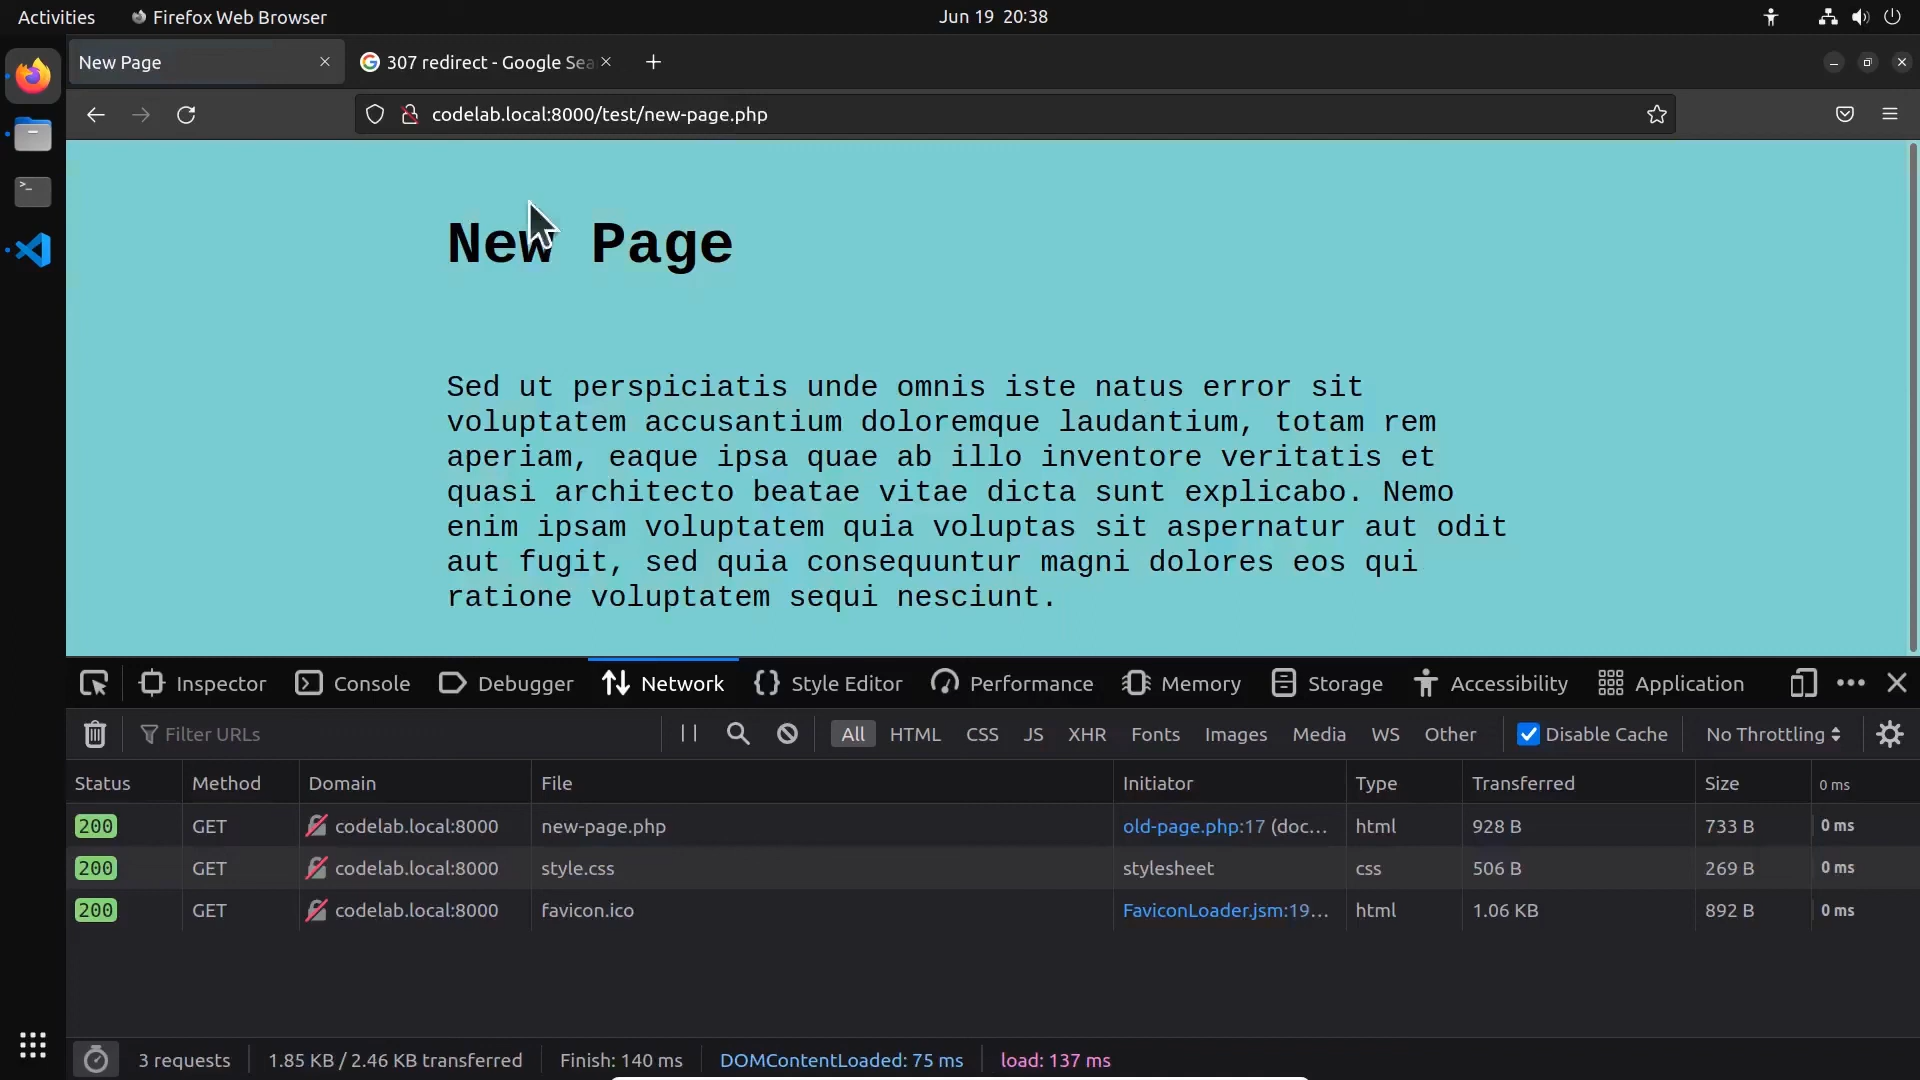 Activities
Firefox Web Browser
Jun 19 20:38
New Page
307 redirect - Google Sea
codelab.local:8000/test/new-page.php
New Page
Sed ut perspiciatis unde omnis iste natus error sit
voluptatem accusantium doloremque laudantium, totam rem
aperiam, eaque ipsa quae ab illo inventore veritatis et
quasi architecto beatae vitae dicta sunt explicabo. Nemo
enim ipsam voluptatem quia voluptas sit aspernatur aut odit
aut fugit, sed quia consequuntur magni dolores eos qui
ratione voluptatem sequi nesciunt.
Inspector Console Debugger Network Style Editor Performance Memory Storage Accessibility Application
Filter URLs All HTML CSS JS XHR Fonts Images Media WS Other Disable Cache No Throttling
Status Method Domain File Initiator Type Transferred Size 0 ms
200 GET codelab.local:8000 new-page.php old-page.php:17 (doc… html 928 B 733 B 0 ms
200 GET codelab.local:8000 style.css stylesheet css 506 B 269 B 0 ms
200 GET codelab.local:8000 favicon.ico FaviconLoader.jsm:19… html 1.06 KB 892 B 0 ms
3 requests 1.85 KB / 2.46 KB transferred Finish: 140 ms DOMContentLoaded: 75 ms load: 137 ms